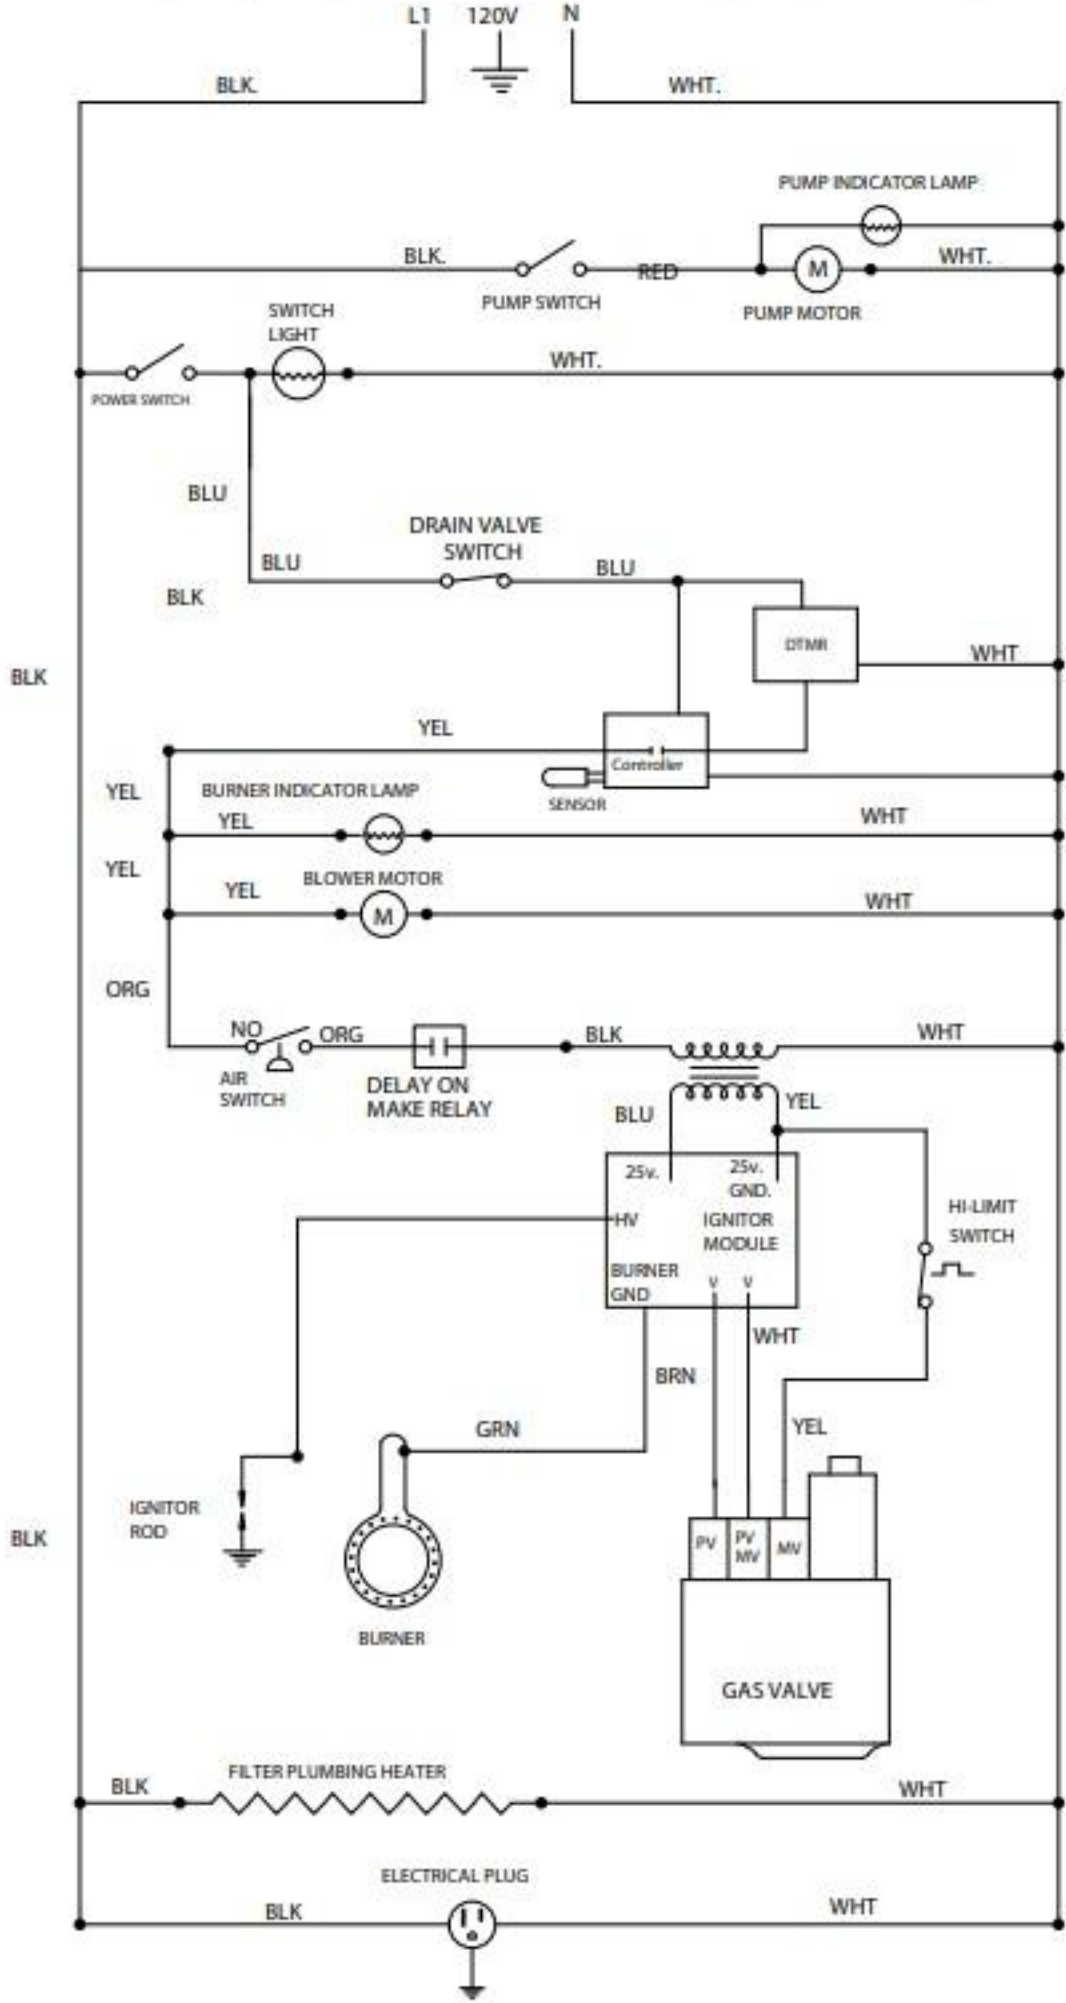 L1 120V N
BLK. WHT.
PUMP INDICATOR LAMP
BLK. RED WHT.
M
PUMP SWITCH
PUMP MOTOR
SWITCH
LIGHT
WHT.
POWER SWITCH
BLU
DRAIN VALVE
SWITCH
BLU BLU
BLK
DTMR
WHT
BLK
YEL
Controller
SENSOR
YEL
BURNER INDICATOR LAMP
YEL WHT
YEL
BLOWER MOTOR
YEL WHT
M
ORG
NO ORG BLK WHT
AIR
SWITCH
DELAY ON
MAKE RELAY
BLU YEL
25v. 25v.
GND.
HV IGNITOR
MODULE
HI-LIMIT
SWITCH
BURNER
GND
V V
WHT
BRN
GRN YEL
IGNITOR
ROD
BLK
PV PV
MV MV
BURNER
GAS VALVE
FILTER PLUMBING HEATER
BLK WHT
ELECTRICAL PLUG
BLK WHT